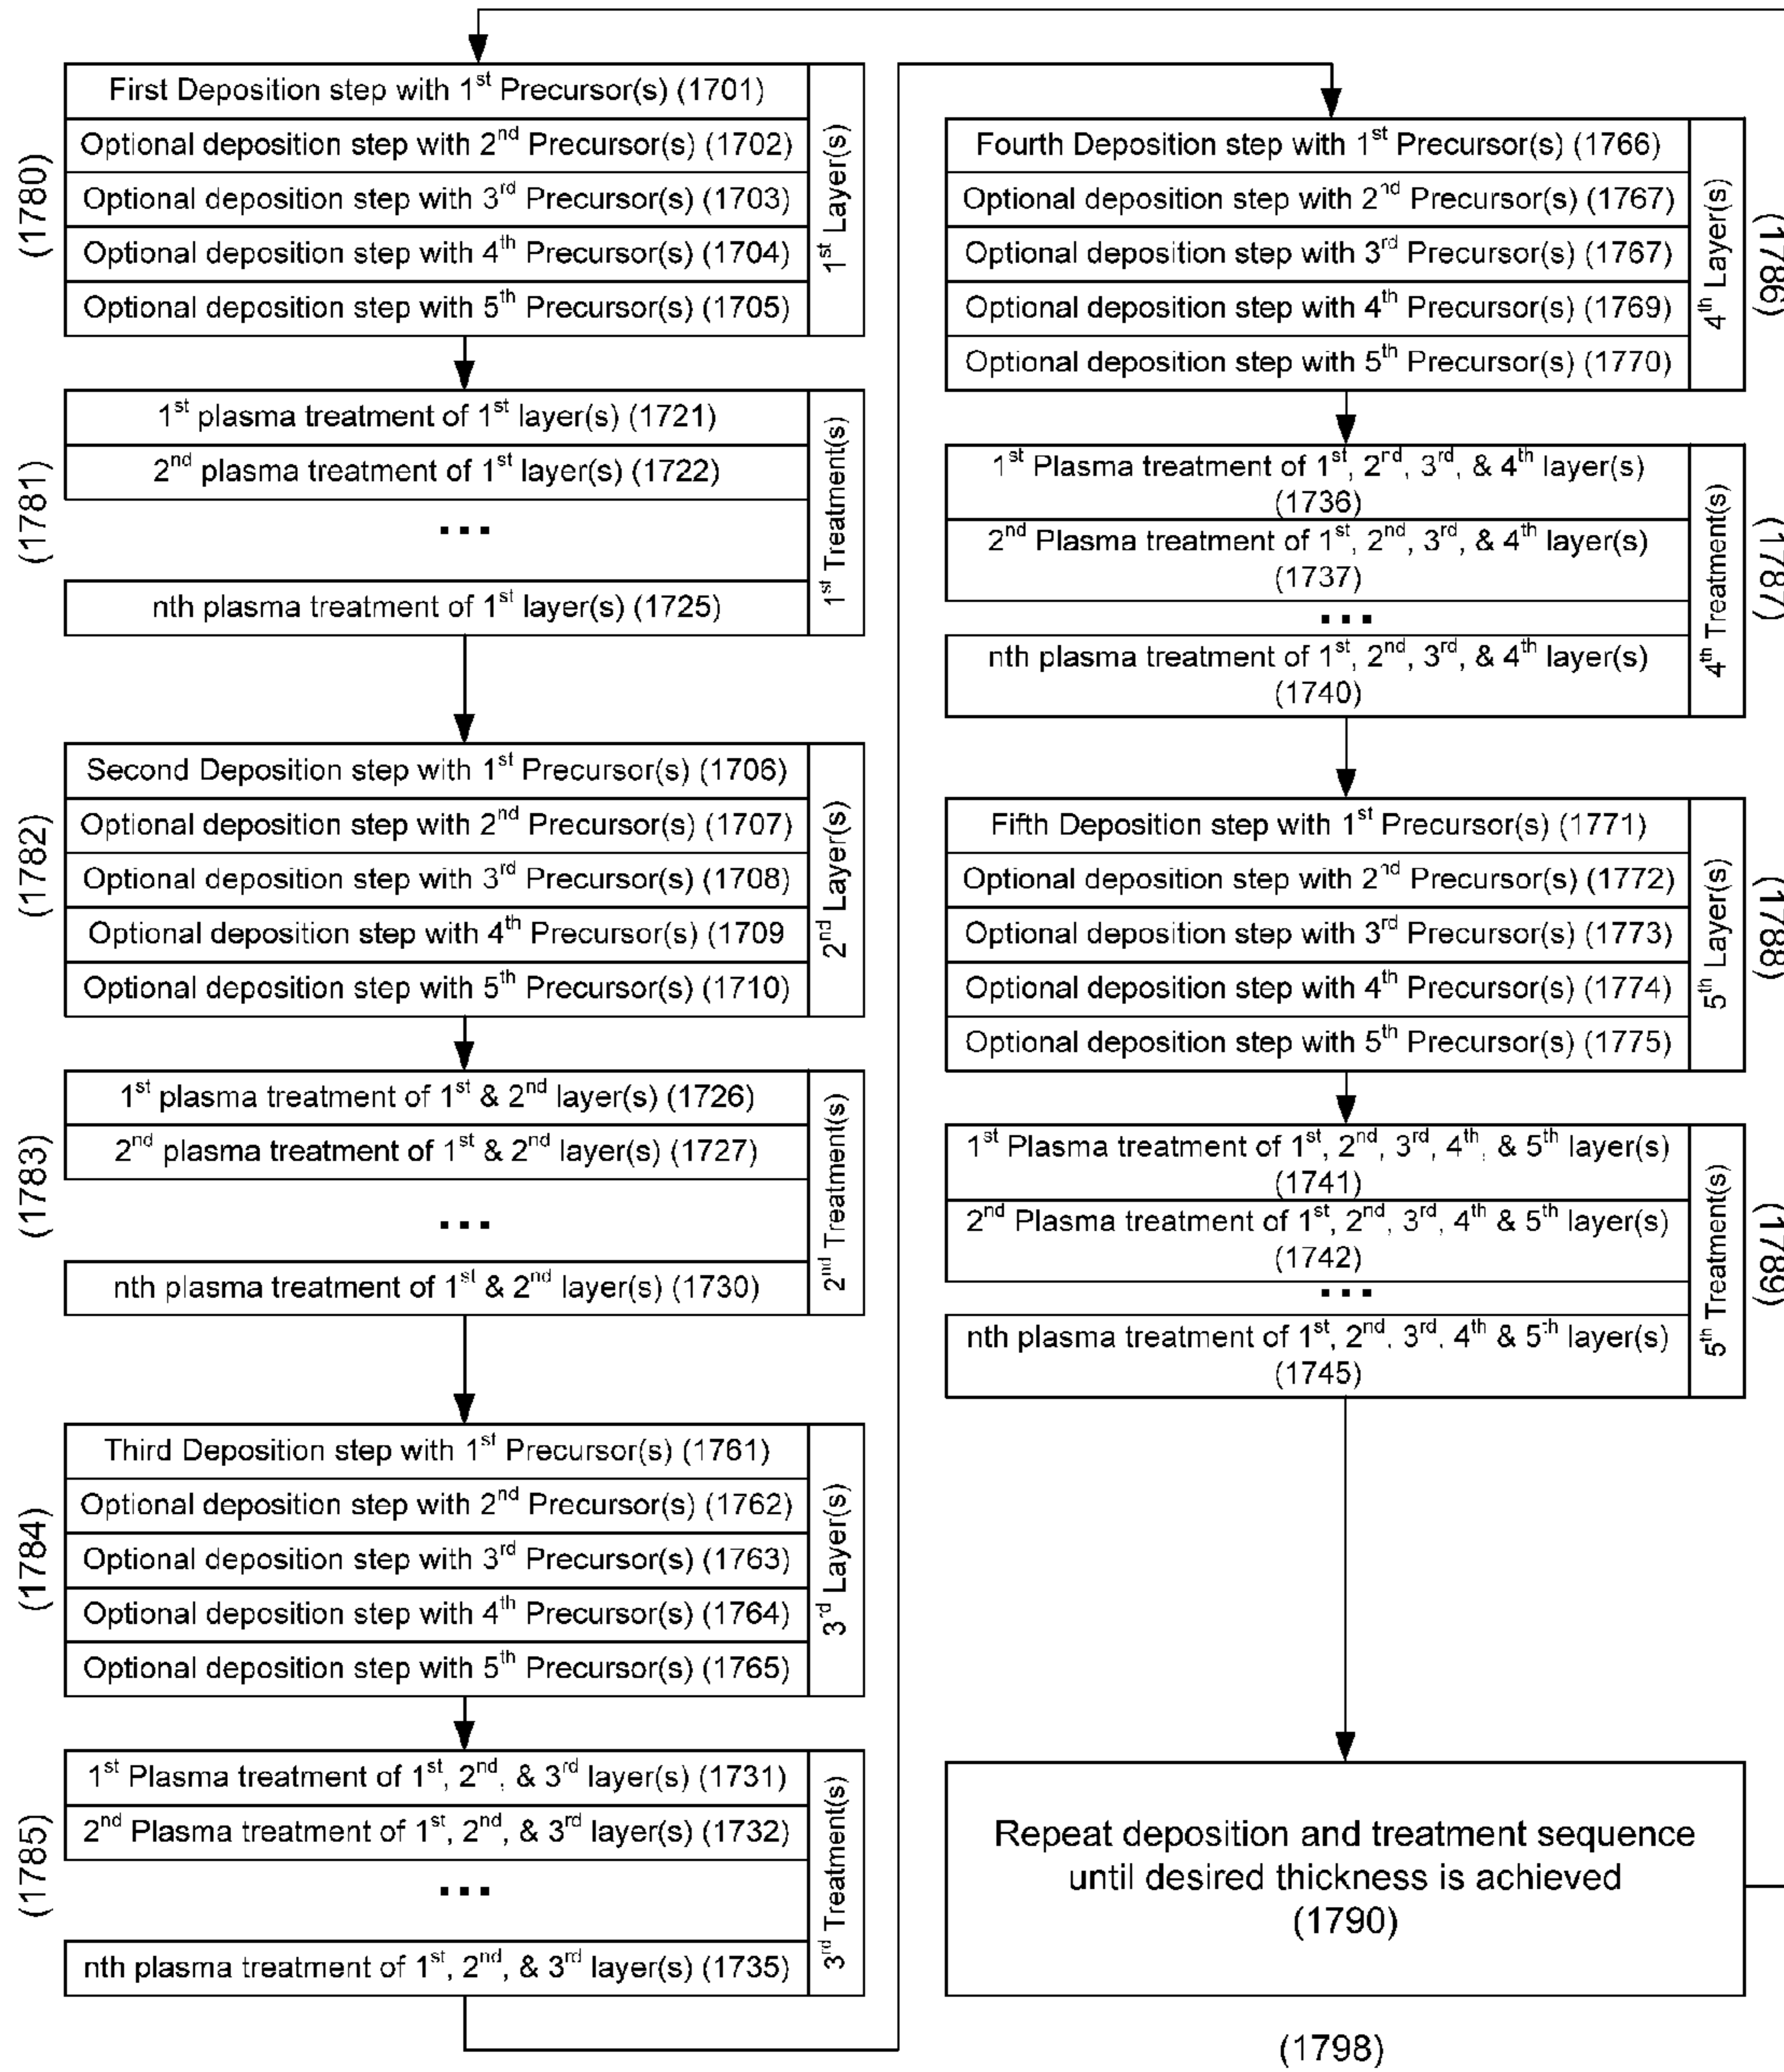 (1780)
First Deposition step with 1st Precursor(s) (1701)
Optional deposition step with 2nd Precursor(s) (1702)
Optional deposition step with 3rd Precursor(s) (1703)
Optional deposition step with 4th Precursor(s) (1704)
Optional deposition step with 5th Precursor(s) (1705)
1st Layer(s)
(1781)
1st plasma treatment of 1st layer(s) (1721)
2nd plasma treatment of 1st layer(s) (1722)
...
nth plasma treatment of 1st layer(s) (1725)
1st Treatment(s)
(1782)
Second Deposition step with 1st Precursor(s) (1706)
Optional deposition step with 2nd Precursor(s) (1707)
Optional deposition step with 3rd Precursor(s) (1708)
Optional deposition step with 4th Precursor(s) (1709
Optional deposition step with 5th Precursor(s) (1710)
2nd Layer(s)
(1783)
1st plasma treatment of 1st & 2nd layer(s) (1726)
2nd plasma treatment of 1st & 2nd layer(s) (1727)
...
nth plasma treatment of 1st & 2nd layer(s) (1730)
2nd Treatment(s)
(1784)
Third Deposition step with 1st Precursor(s) (1761)
Optional deposition step with 2nd Precursor(s) (1762)
Optional deposition step with 3rd Precursor(s) (1763)
Optional deposition step with 4th Precursor(s) (1764)
Optional deposition step with 5th Precursor(s) (1765)
3rd Layer(s)
(1785)
1st Plasma treatment of 1st, 2nd, & 3rd layer(s) (1731)
2nd Plasma treatment of 1st, 2nd, & 3rd layer(s) (1732)
...
nth plasma treatment of 1st, 2nd, & 3rd layer(s) (1735)
3rd Treatment(s)
Fourth Deposition step with 1st Precursor(s) (1766)
Optional deposition step with 2nd Precursor(s) (1767)
Optional deposition step with 3rd Precursor(s) (1767)
Optional deposition step with 4th Precursor(s) (1769)
Optional deposition step with 5th Precursor(s) (1770)
4th Layer(s)
(1786)
1st Plasma treatment of 1st, 2rd, 3rd, & 4th layer(s)
(1736)
2nd Plasma treatment of 1st, 2nd, 3rd, & 4th layer(s)
(1737)
...
nth plasma treatment of 1st, 2nd, 3rd, & 4th layer(s)
(1740)
4th Treatment(s)
(1787)
Fifth Deposition step with 1st Precursor(s) (1771)
Optional deposition step with 2nd Precursor(s) (1772)
Optional deposition step with 3rd Precursor(s) (1773)
Optional deposition step with 4th Precursor(s) (1774)
Optional deposition step with 5th Precursor(s) (1775)
5th Layer(s)
(1788)
1st Plasma treatment of 1st, 2nd, 3rd, 4th, & 5th layer(s)
(1741)
2nd Plasma treatment of 1st, 2nd, 3rd, 4th & 5th layer(s)
(1742)
...
nth plasma treatment of 1st, 2nd, 3rd, 4th & 5th layer(s)
(1745)
5th Treatment(s)
(1789)
Repeat deposition and treatment sequence
until desired thickness is achieved
(1790)
(1798)